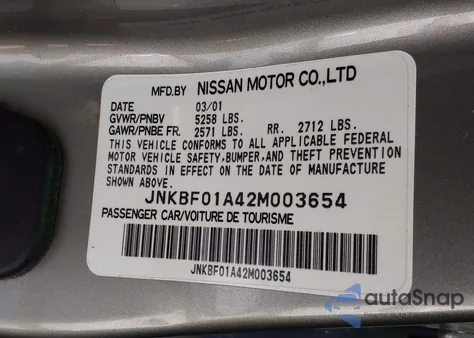 MFD.BY NISSAN MOTOR CO.,LTD
DATE 03/01
GVWR/PNBV 5258 LBS.
GAWR/PNBE FR. 2571 LBS. RR. 2712 LBS.
THIS VEHICLE CONFORMS TO ALL APPLICABLE FEDERAL
MOTOR VEHICLE SAFETY, BUMPER, AND THEFT PREVENTION
STANDARDS IN EFFECT ON THE DATE OF MANUFACTURE
SHOWN ABOVE.
JNKBF01A42M003654
PASSENGER CAR/VOITURE DE TOURISME
JNKBF01A42M003654
autoSnap